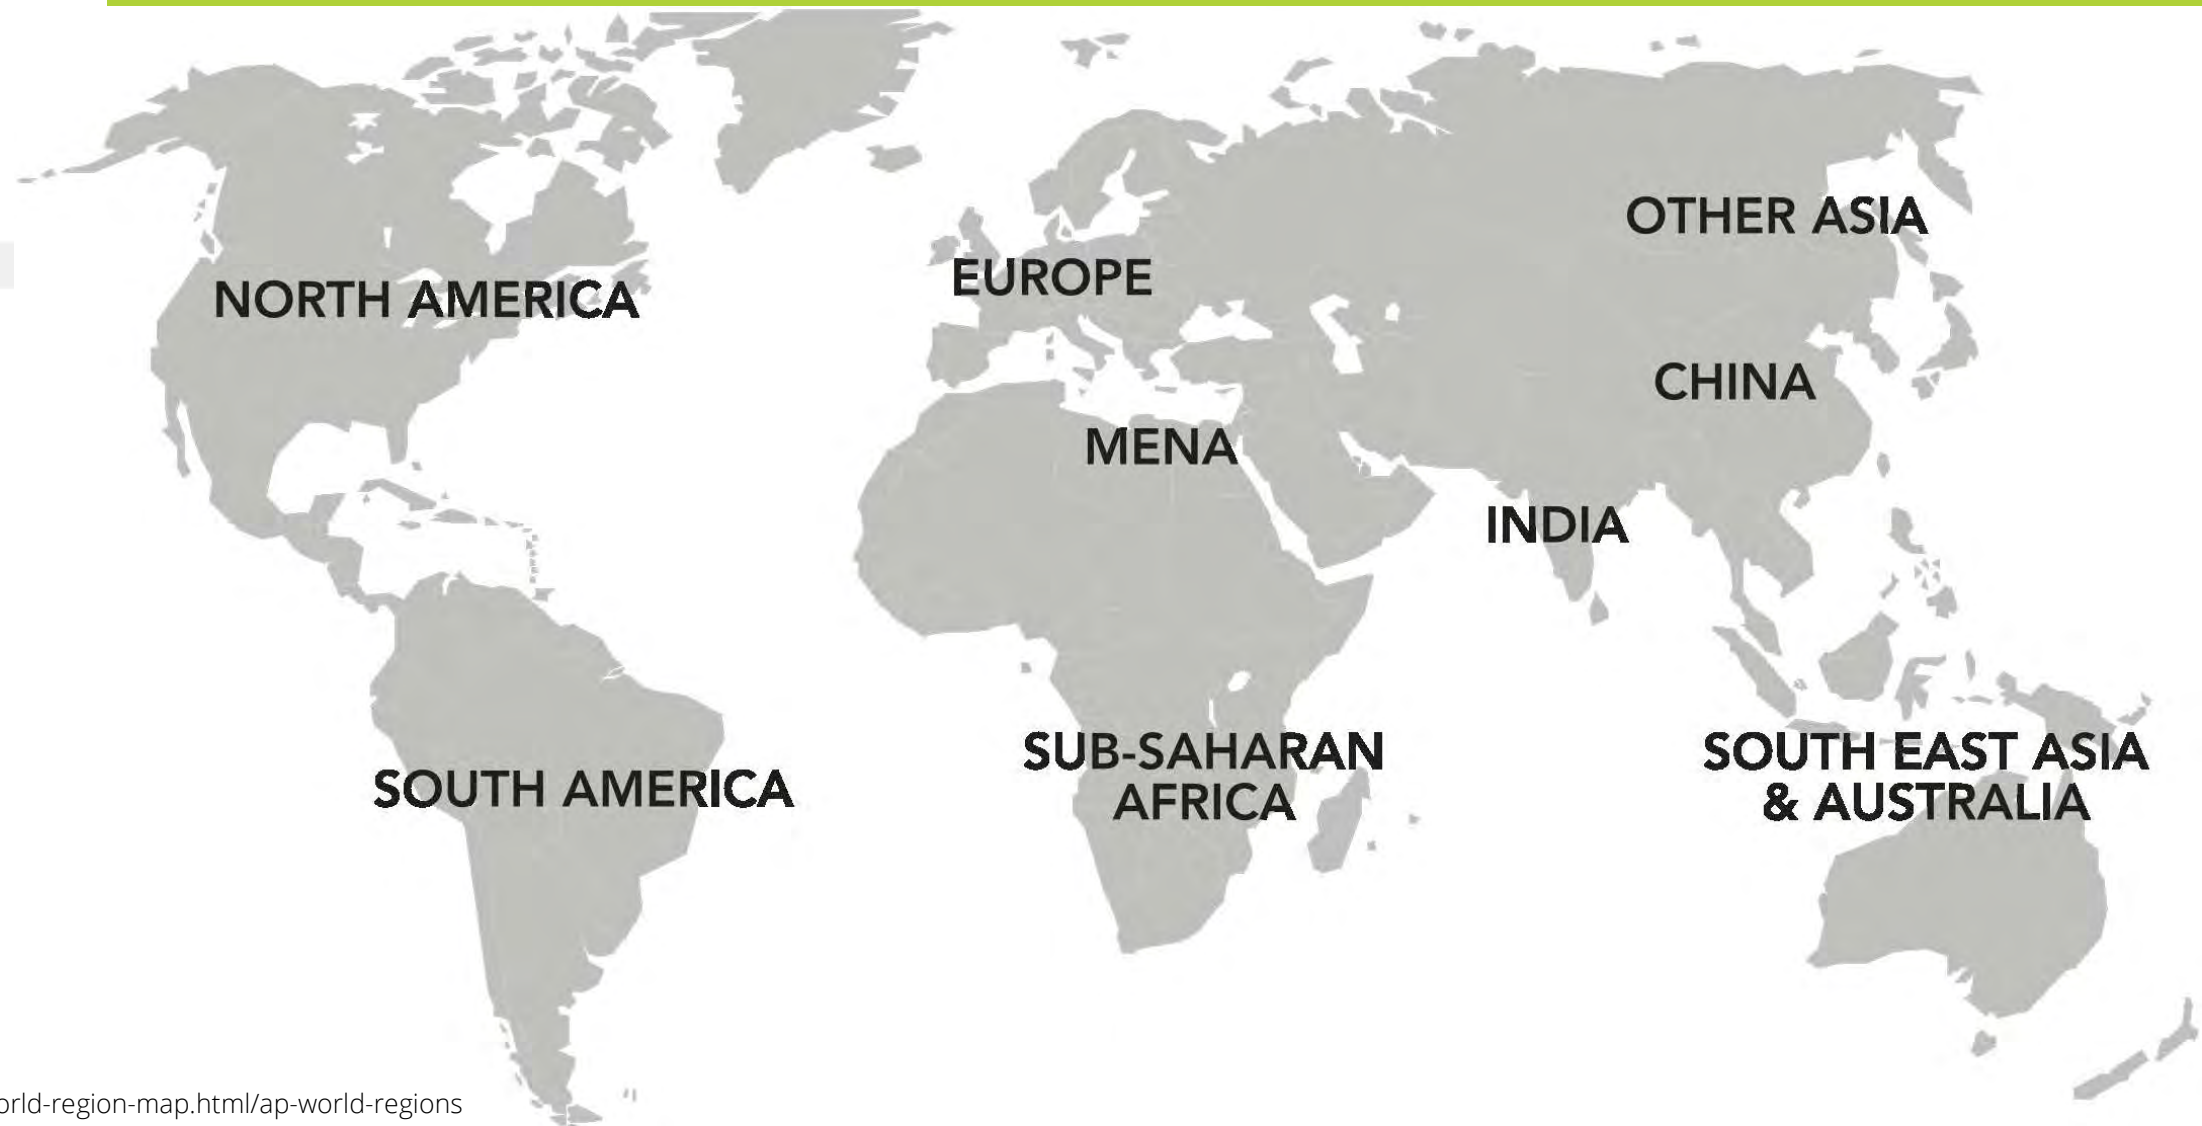 OTHER ASIA
EUROPE
NORTH AMERICA
CHINA
MENA
INDIA
SUB-SAHARAN
AFRICA
SOUTH EAST ASIA
& AUSTRALIA
SOUTH AMERICA
orld-region-map.html/ap-world-regions